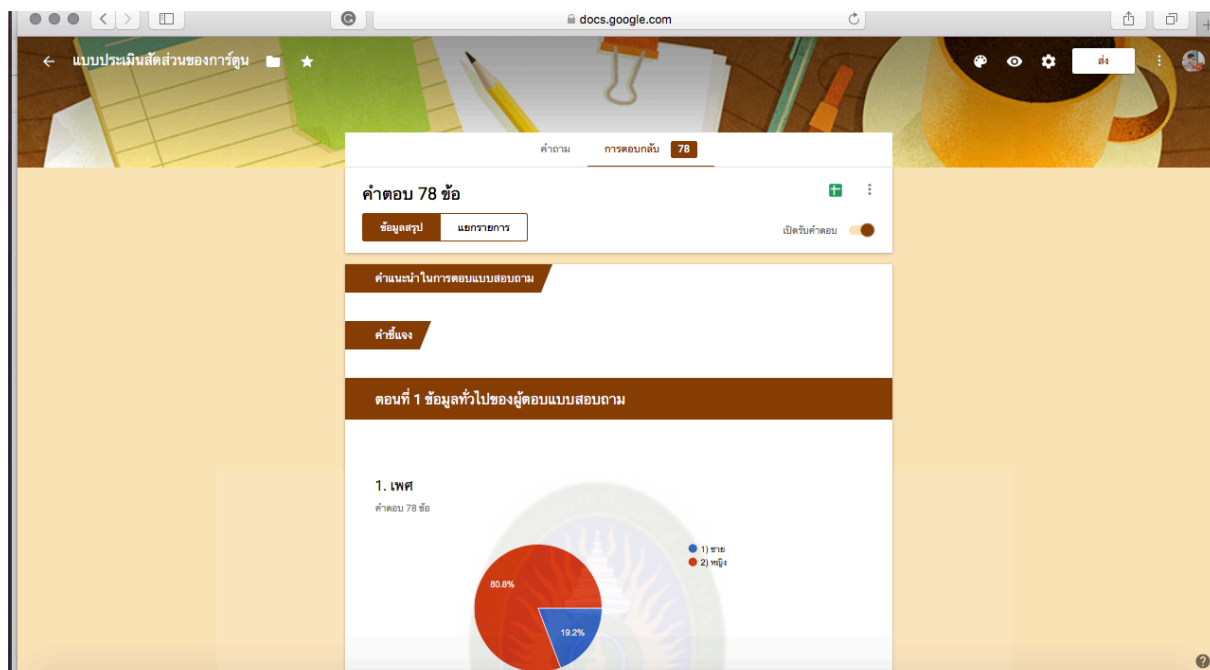 docs.google.com
แบบประเมินสัดส่วนของการ์ตูน
ส่ง
คำถาม การตอบกลับ 78
คำตอบ 78 ข้อ
ข้อมูลสรุป แยกรายการ
เปิดรับคำตอบ
คำแนะนำในการตอบแบบสอบถาม
คำชี้แจง
ตอนที่ 1 ข้อมูลทั่วไปของผู้ตอบแบบสอบถาม
1. เพศ
คำตอบ 78 ข้อ
1) ชาย
2) หญิง
80.8%
19.2%